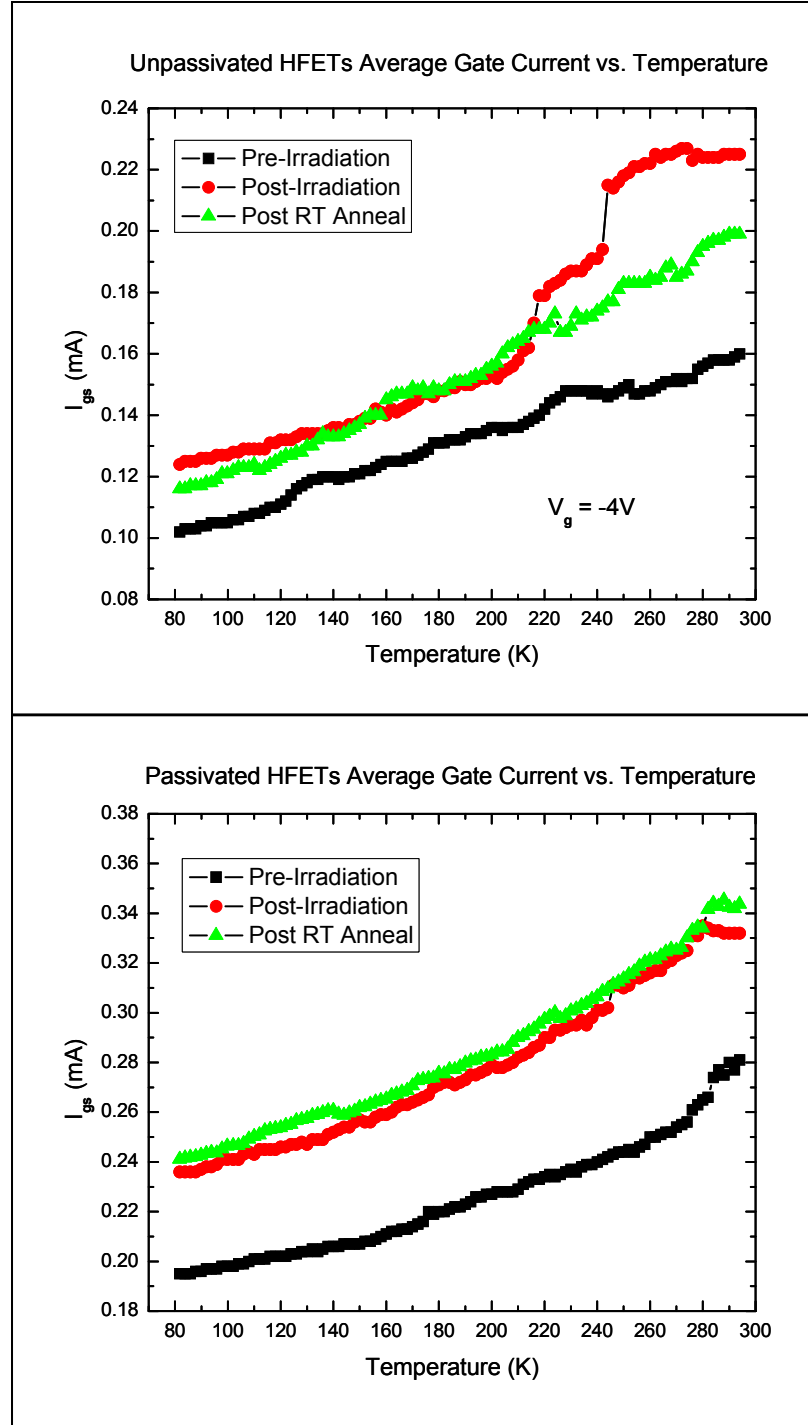 Unpassivated HFETs Average Gate Current vs. Temperature
0.24
0.22
0.20
0.18
0.16
0.14
0.12
0.10
0.08
I_gs (mA)
Pre-Irradiation
Post-Irradiation
Post RT Anneal
V_g = -4V
80 100 120 140 160 180 200 220 240 260 280 300
Temperature (K)
Passivated HFETs Average Gate Current vs. Temperature
0.38
0.36
0.34
0.32
0.30
0.28
0.26
0.24
0.22
0.20
0.18
I_gs (mA)
Pre-Irradiation
Post-Irradiation
Post RT Anneal
80 100 120 140 160 180 200 220 240 260 280 300
Temperature (K)